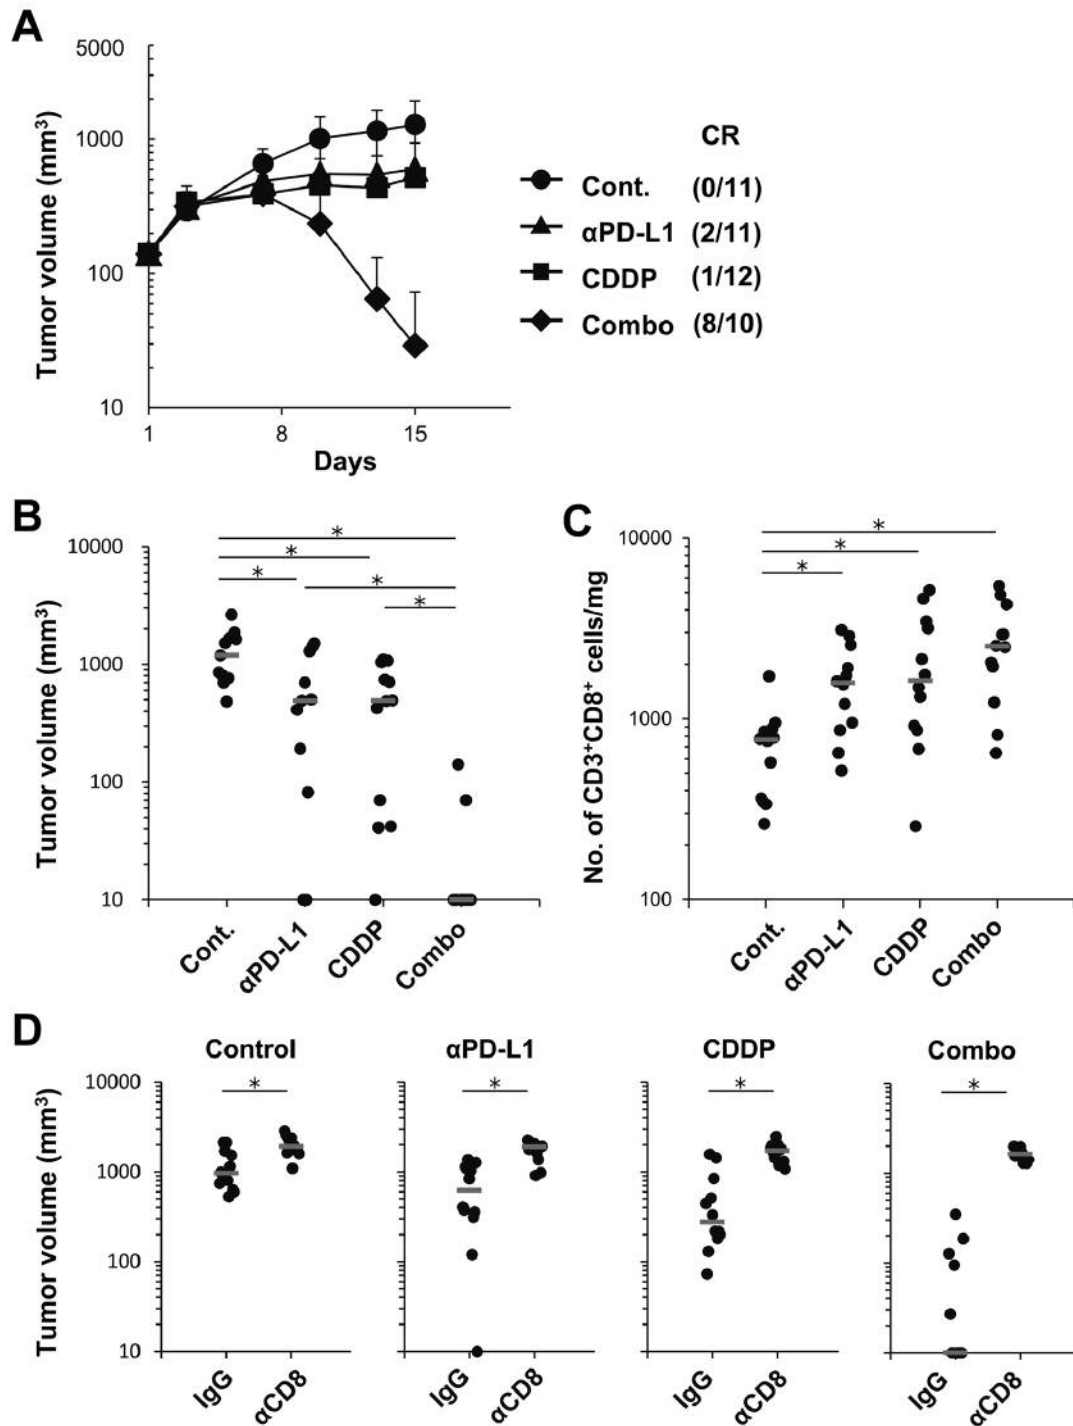 A
5000
1000
100
10
Tumor volume (mm³)
1
8
15
Days
CR
Cont. (0/11)
αPD-L1 (2/11)
CDDP (1/12)
Combo (8/10)
B
10000
1000
100
10
Tumor volume (mm³)
*
*
*
*
*
Cont.
αPD-L1
CDDP
Combo
C
10000
1000
100
No. of CD3⁺CD8⁺ cells/mg
*
*
*
Cont.
αPD-L1
CDDP
Combo
D
Tumor volume (mm³)
10000
1000
100
10
Control
*
IgG
αCD8
αPD-L1
*
IgG
αCD8
CDDP
*
IgG
αCD8
Combo
*
IgG
αCD8